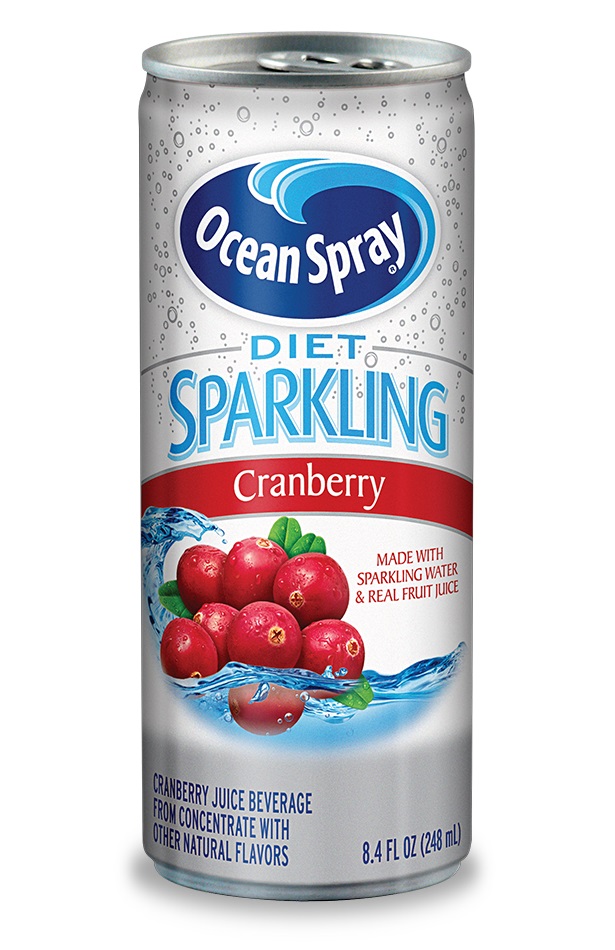 Ocean Spray®
DIET
SPARKLING
Cranberry
MADE WITH
SPARKLING WATER
& REAL FRUIT JUICE
CRANBERRY JUICE BEVERAGE
FROM CONCENTRATE WITH
OTHER NATURAL FLAVORS
8.4 FL OZ (248 mL)